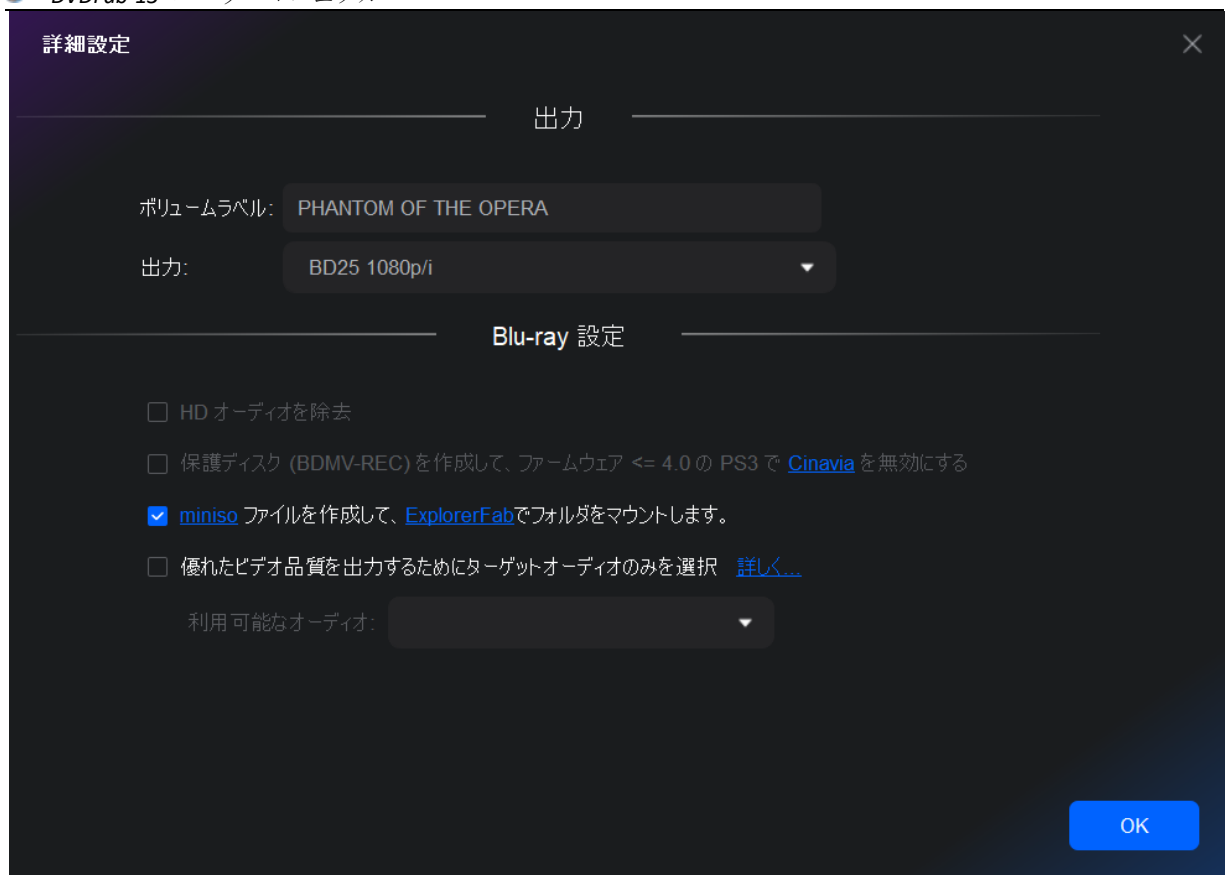 DVDFab 13
詳細設定
出力
ボリュームラベル: PHANTOM OF THE OPERA
出力: BD25 1080p/i
Blu-ray 設定
HD オーディオを除去
保護ディスク (BDMV-REC) を作成して、ファームウェア <= 4.0 の PS3 で Cinavia を無効にする
miniso ファイルを作成して、ExplorerFabでフォルダをマウントします。
優れたビデオ品質を出力するためにターゲットオーディオのみを選択 詳しく...
利用可能なオーディオ:
OK